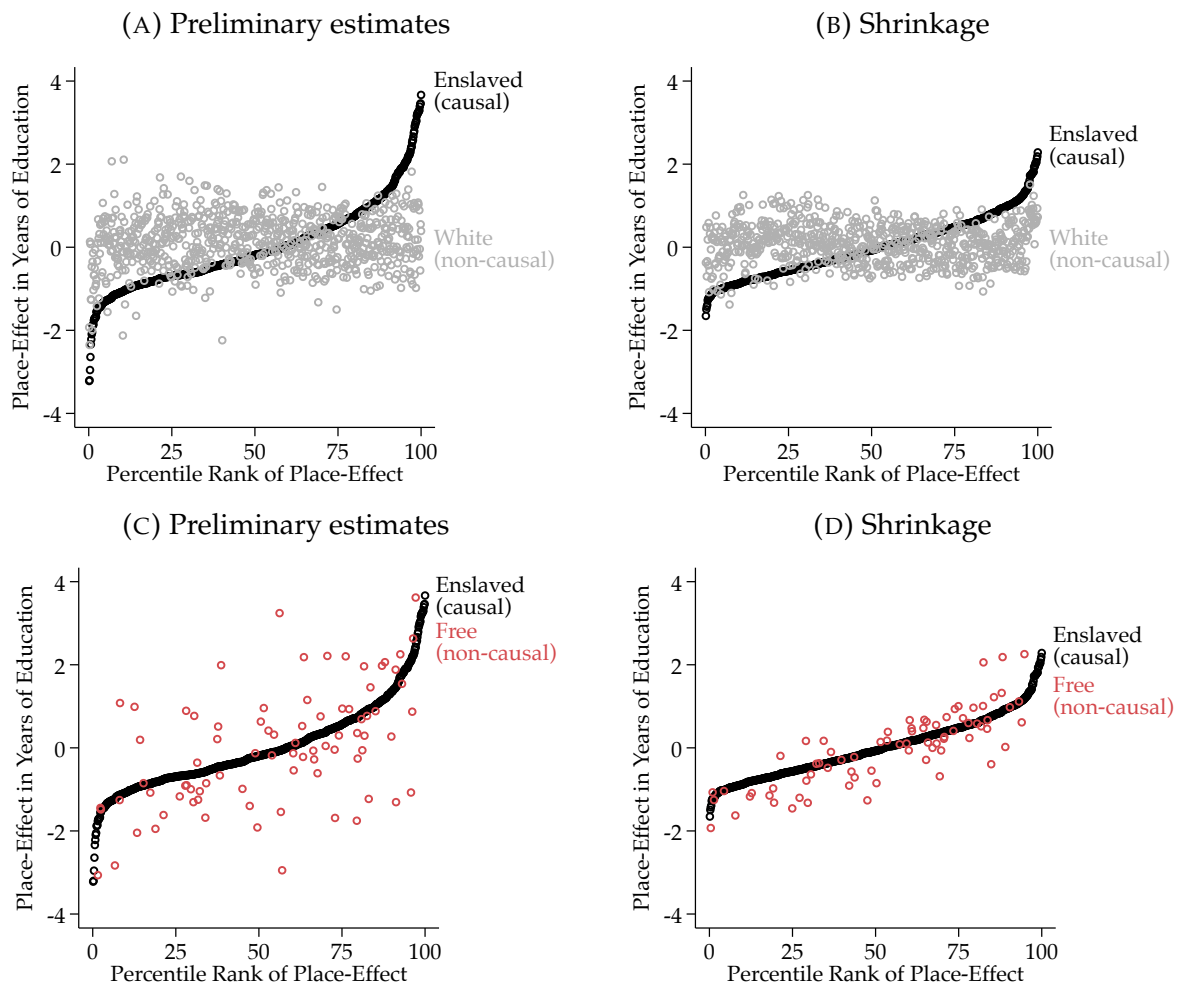 (A) Preliminary estimates
Place-Effect in Years of Education
4
2
0
-2
-4
0 25 50 75 100
Percentile Rank of Place-Effect
Enslaved
(causal)
White
(non-causal)
(B) Shrinkage
Place-Effect in Years of Education
4
2
0
-2
-4
0 25 50 75 100
Percentile Rank of Place-Effect
Enslaved
(causal)
White
(non-causal)
(C) Preliminary estimates
Place-Effect in Years of Education
4
2
0
-2
-4
0 25 50 75 100
Percentile Rank of Place-Effect
Enslaved
(causal)
Free
(non-causal)
(D) Shrinkage
Place-Effect in Years of Education
4
2
0
-2
-4
0 25 50 75 100
Percentile Rank of Place-Effect
Enslaved
(causal)
Free
(non-causal)